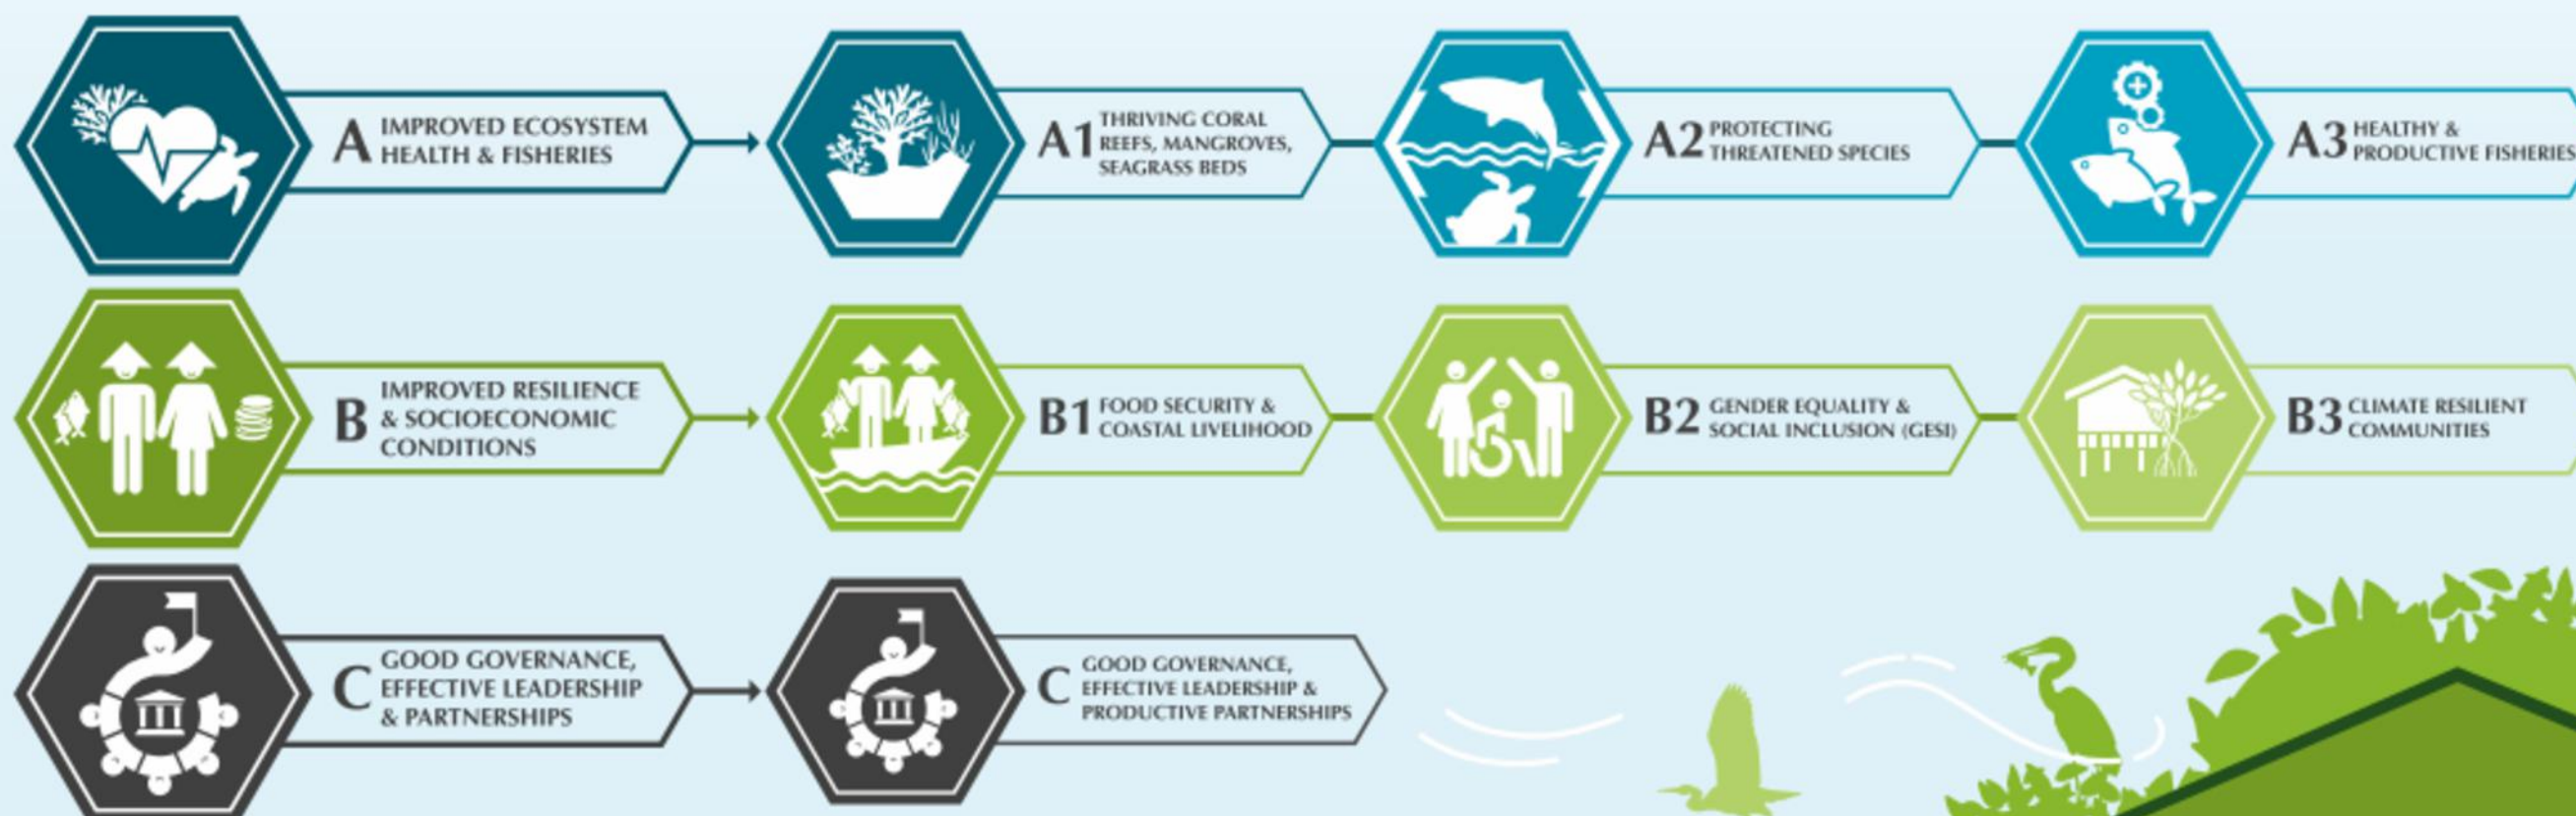 A IMPROVED ECOSYSTEM
HEALTH & FISHERIES
A1 THRIVING CORAL
REEFS, MANGROVES,
SEAGRASS BEDS
A2 PROTECTING
THREATENED SPECIES
A3 HEALTHY &
PRODUCTIVE FISHERIES
B IMPROVED RESILIENCE
& SOCIOECONOMIC
CONDITIONS
B1 FOOD SECURITY &
COASTAL LIVELIHOOD
B2 GENDER EQUALITY &
SOCIAL INCLUSION (GESI)
B3 CLIMATE RESILIENT
COMMUNITIES
C GOOD GOVERNANCE,
EFFECTIVE LEADERSHIP
& PARTNERSHIPS
C GOOD GOVERNANCE,
EFFECTIVE LEADERSHIP &
PRODUCTIVE PARTNERSHIPS